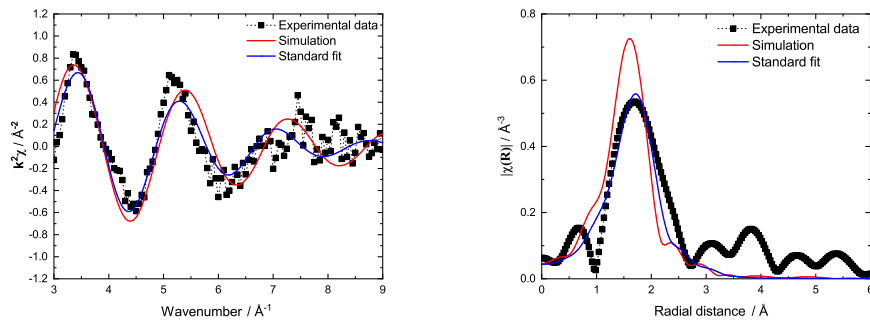 Experimental data
Simulation
Standard fit
k²χ / Å⁻²
1.2
1.0
0.8
0.6
0.4
0.2
0.0
-0.2
-0.4
-0.6
-0.8
-1.0
-1.2
3 4 5 6 7 8 9
Wavenumber / Å⁻¹
Experimental data
Simulation
Standard fit
|χ(R)| / Å⁻³
0.8
0.6
0.4
0.2
0.0
0 1 2 3 4 5 6
Radial distance / Å